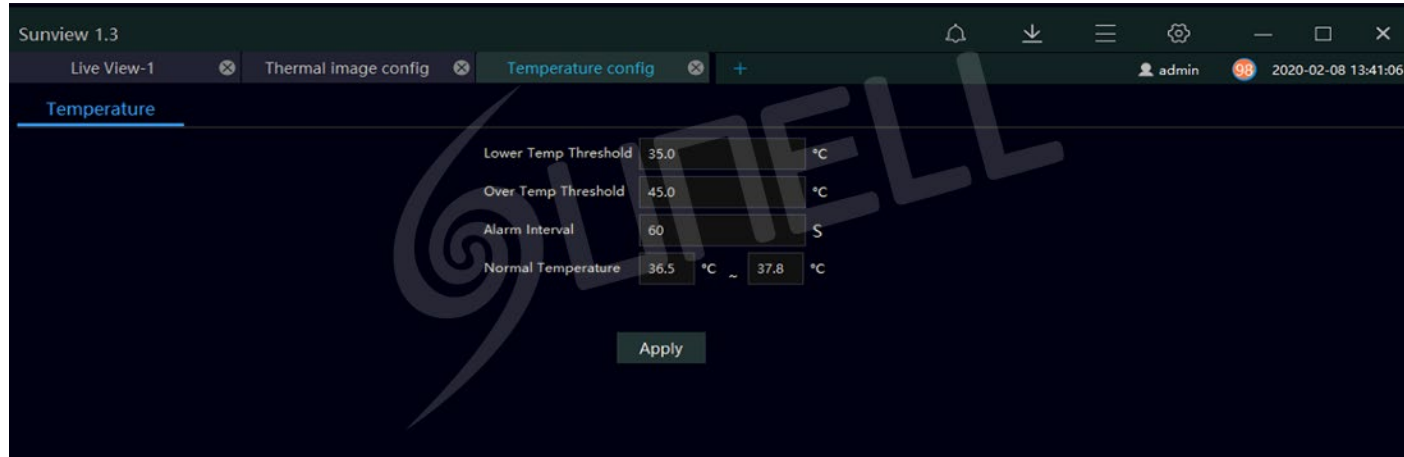 Sunview 1.3
Live View-1 Thermal image config Temperature config + admin 98 2020-02-08 13:41:06
Temperature
Lower Temp Threshold 35.0 °C
Over Temp Threshold 45.0 °C
Alarm Interval 60 S
Normal Temperature 36.5 °C ~ 37.8 °C
Apply
SUNELL